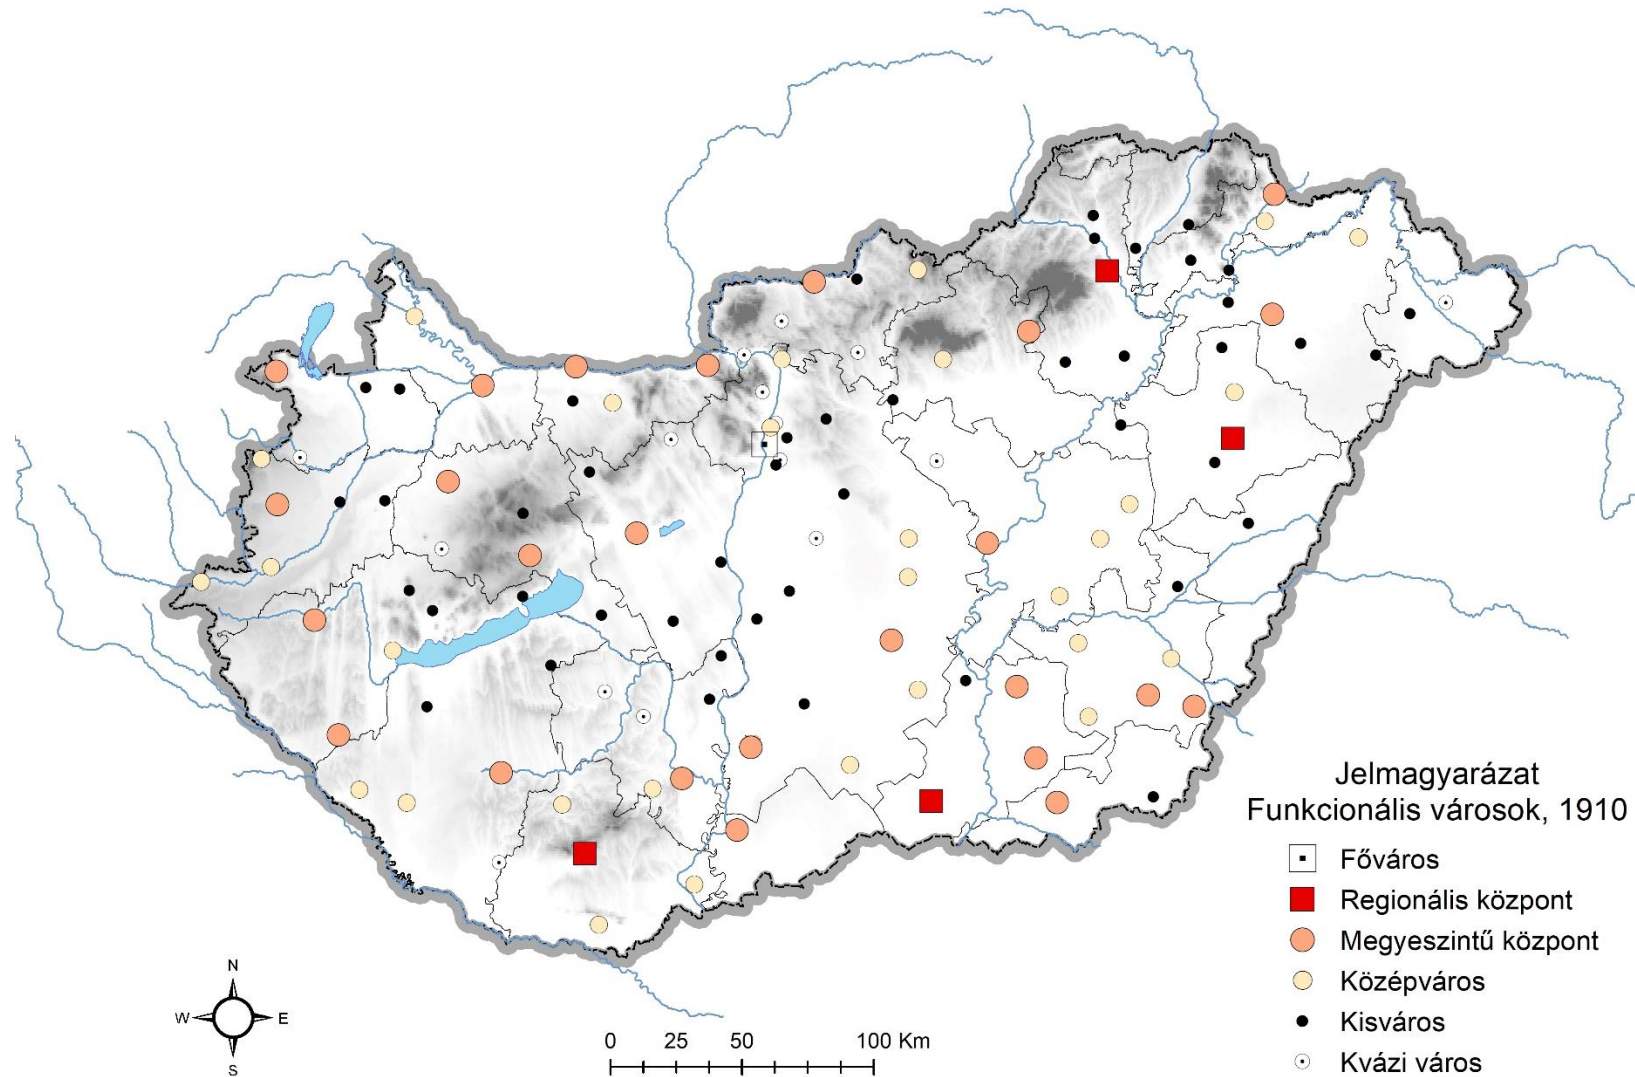 Jelmagyarázat
Funkcionális városok, 1910
Főváros
Regionális központ
Megyeszintű központ
Középváros
Kisváros
Kvázi város
N
W E
S
0 25 50 100 Km